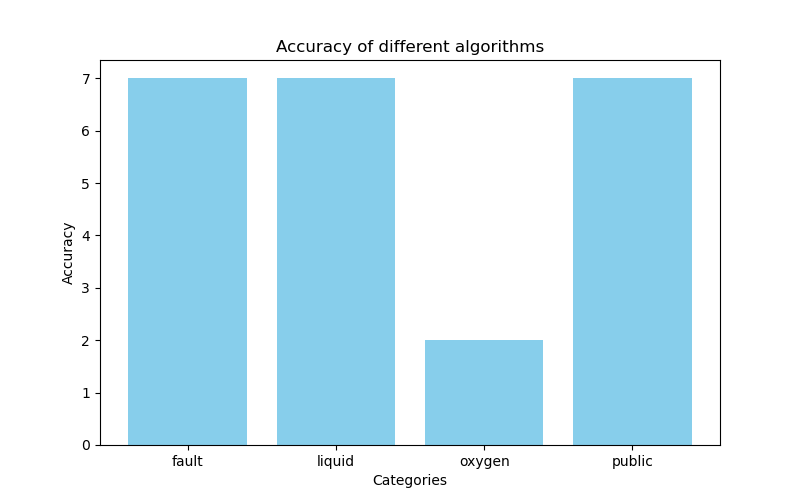 Accuracy of different algorithms
7
6
5
4
3
2
1
0
Accuracy
fault liquid oxygen public
Categories